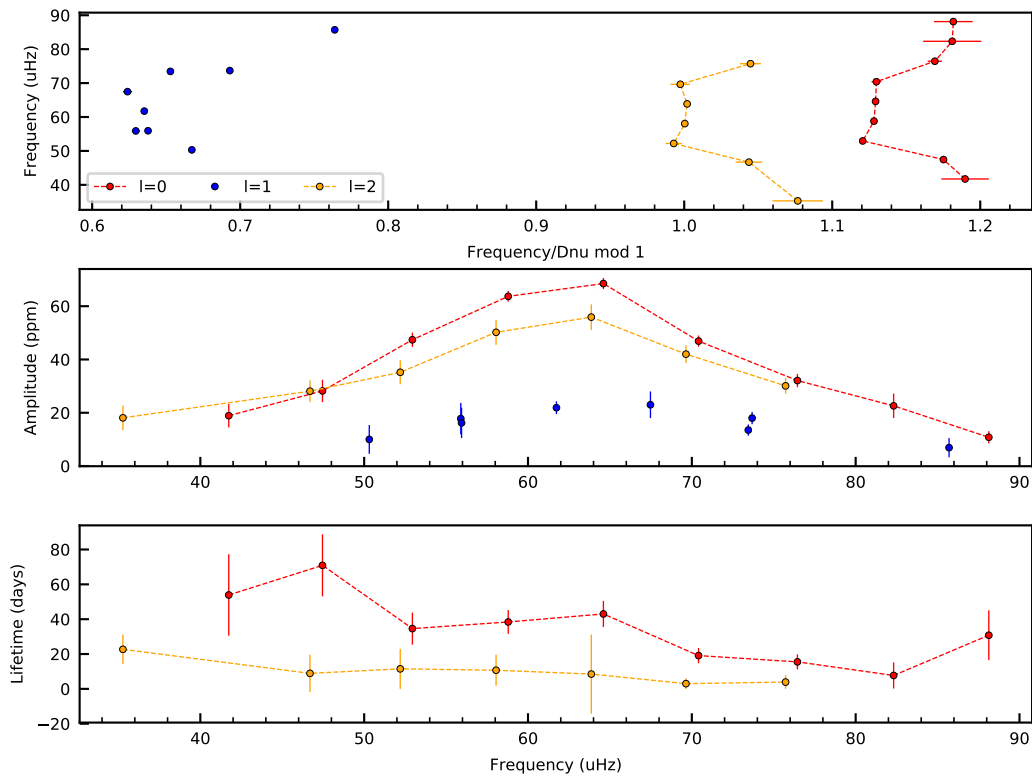 90
80
70
60
50
40
Frequency (uHz)
l=0 l=1 l=2
0.6 0.7 0.8 0.9 1.0 1.1 1.2
Frequency/Dnu mod 1
60
40
20
0
Amplitude (ppm)
40 50 60 70 80 90
80
60
40
20
0
−20
Lifetime (days)
40 50 60 70 80 90
Frequency (uHz)